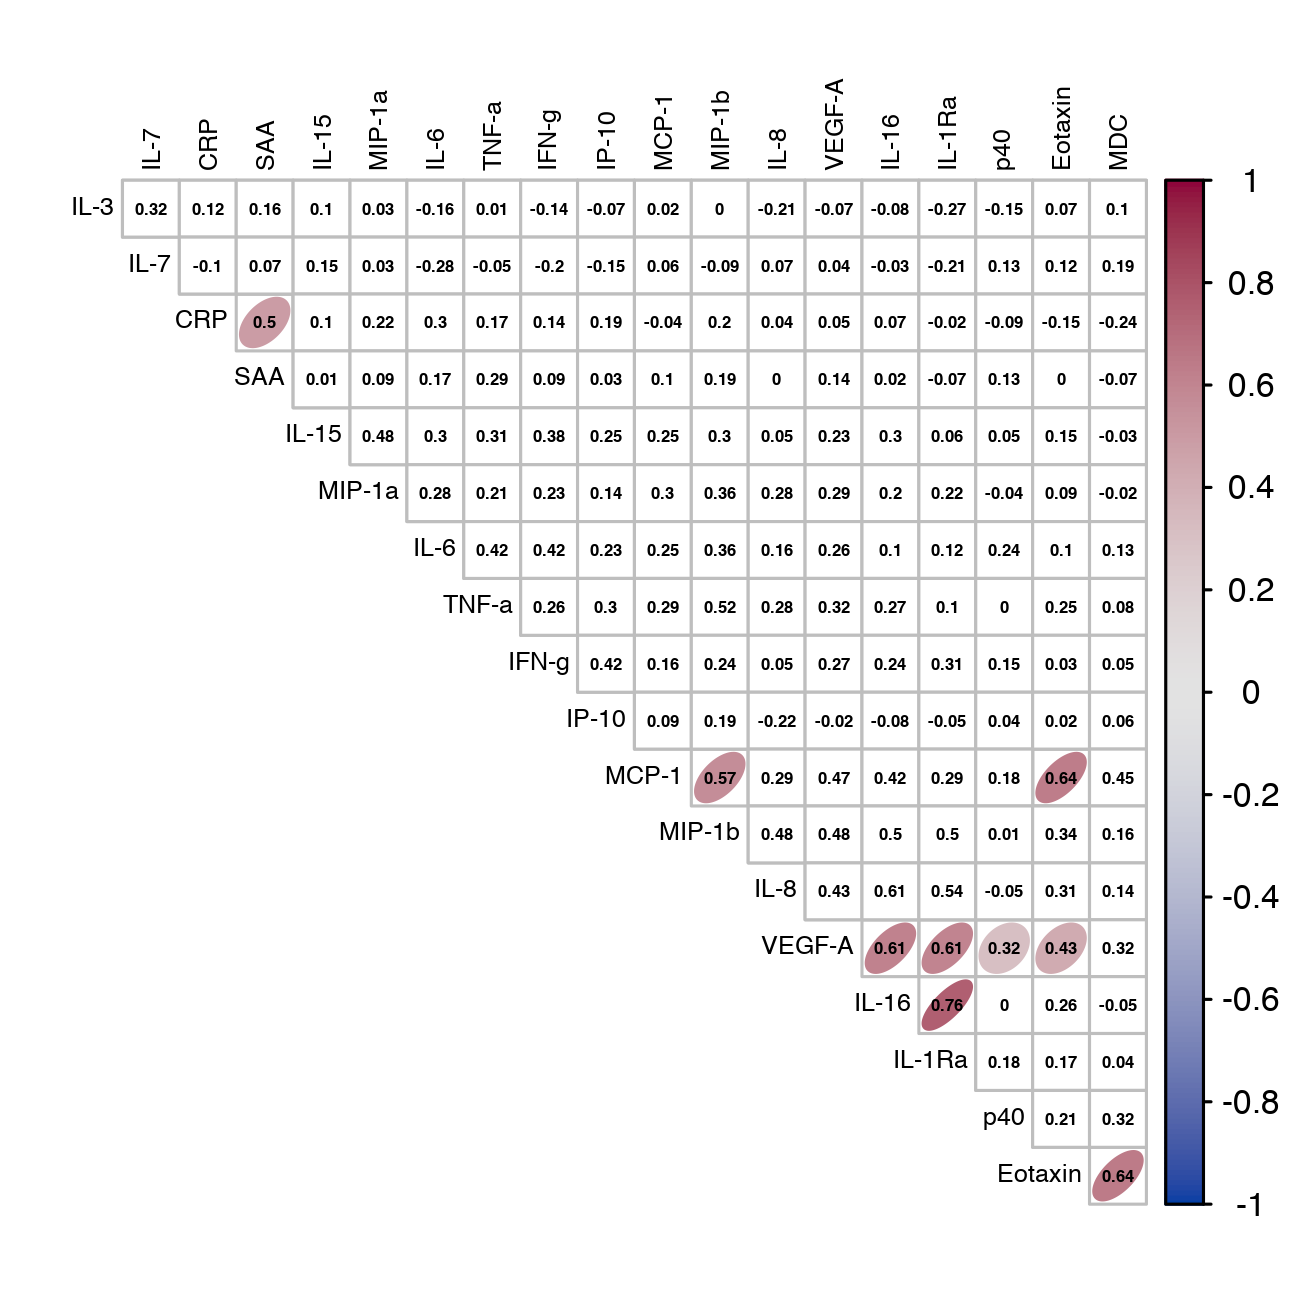 IL-7 CRP SAA IL-15 MIP-1a IL-6 TNF-a IFN-g IP-10 MCP-1 MIP-1b IL-8 VEGF-A IL-16 IL-1Ra p40 Eotaxin MDC
IL-3 0.32 0.12 0.16 0.1 0.03 -0.16 0.01 -0.14 -0.07 0.02 0 -0.21 -0.07 -0.08 -0.27 -0.15 0.07 0.1
IL-7 -0.1 0.07 0.15 0.03 -0.28 -0.05 -0.2 -0.15 0.06 -0.09 0.07 0.04 -0.03 -0.21 0.13 0.12 0.19
CRP 0.5 0.1 0.22 0.3 0.17 0.14 0.19 -0.04 0.2 0.04 0.05 0.07 -0.02 -0.09 -0.15 -0.24
SAA 0.01 0.09 0.17 0.29 0.09 0.03 0.1 0.19 0 0.14 0.02 -0.07 0.13 0 -0.07
IL-15 0.48 0.3 0.31 0.38 0.25 0.25 0.3 0.05 0.23 0.3 0.06 0.05 0.15 -0.03
MIP-1a 0.28 0.21 0.23 0.14 0.3 0.36 0.28 0.29 0.2 0.22 -0.04 0.09 -0.02
IL-6 0.42 0.42 0.23 0.25 0.36 0.16 0.26 0.1 0.12 0.24 0.1 0.13
TNF-a 0.26 0.3 0.29 0.52 0.28 0.32 0.27 0.1 0 0.25 0.08
IFN-g 0.42 0.16 0.24 0.05 0.27 0.24 0.31 0.15 0.03 0.05
IP-10 0.09 0.19 -0.22 -0.02 -0.08 -0.05 0.04 0.02 0.06
MCP-1 0.57 0.29 0.47 0.42 0.29 0.18 0.64 0.45
MIP-1b 0.48 0.48 0.5 0.5 0.01 0.34 0.16
IL-8 0.43 0.61 0.54 -0.05 0.31 0.14
VEGF-A 0.61 0.61 0.32 0.43 0.32
IL-16 0.76 0 0.26 -0.05
IL-1Ra 0.18 0.17 0.04
p40 0.21 0.32
Eotaxin 0.64
1
0.8
0.6
0.4
0.2
0
-0.2
-0.4
-0.6
-0.8
-1